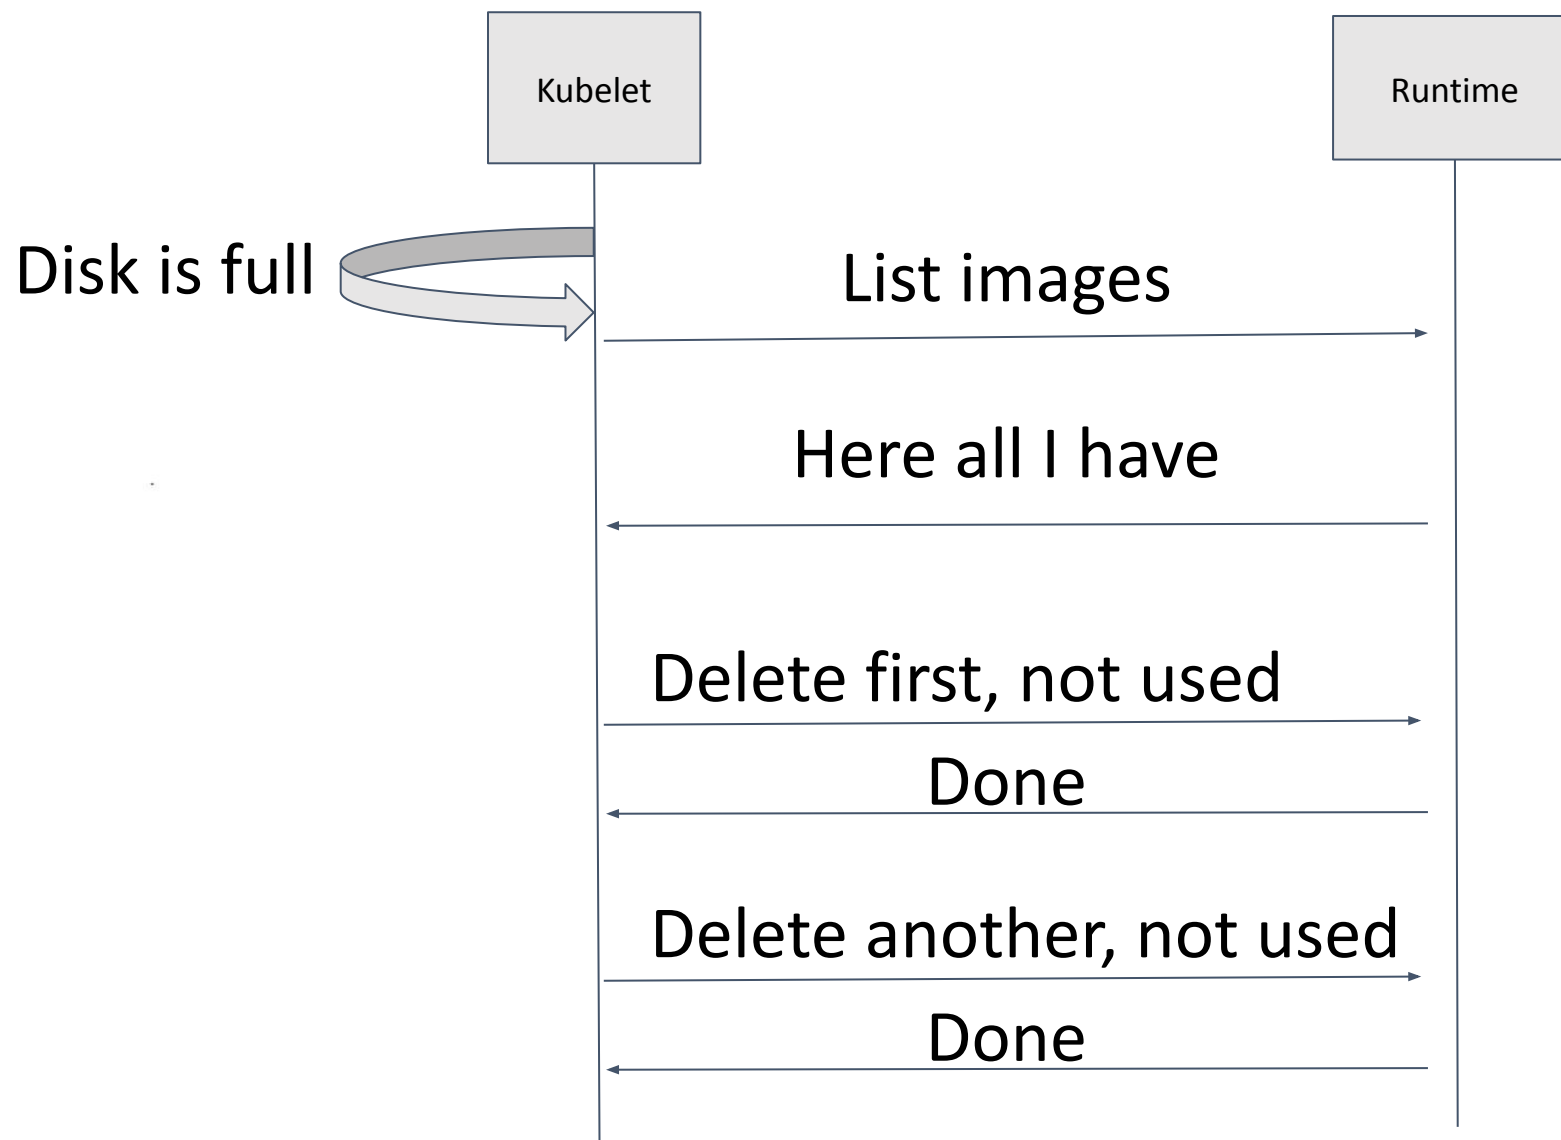 Kubelet
Runtime
Disk is full
List images
Here all I have
Delete first, not used
Done
Delete another, not used
Done